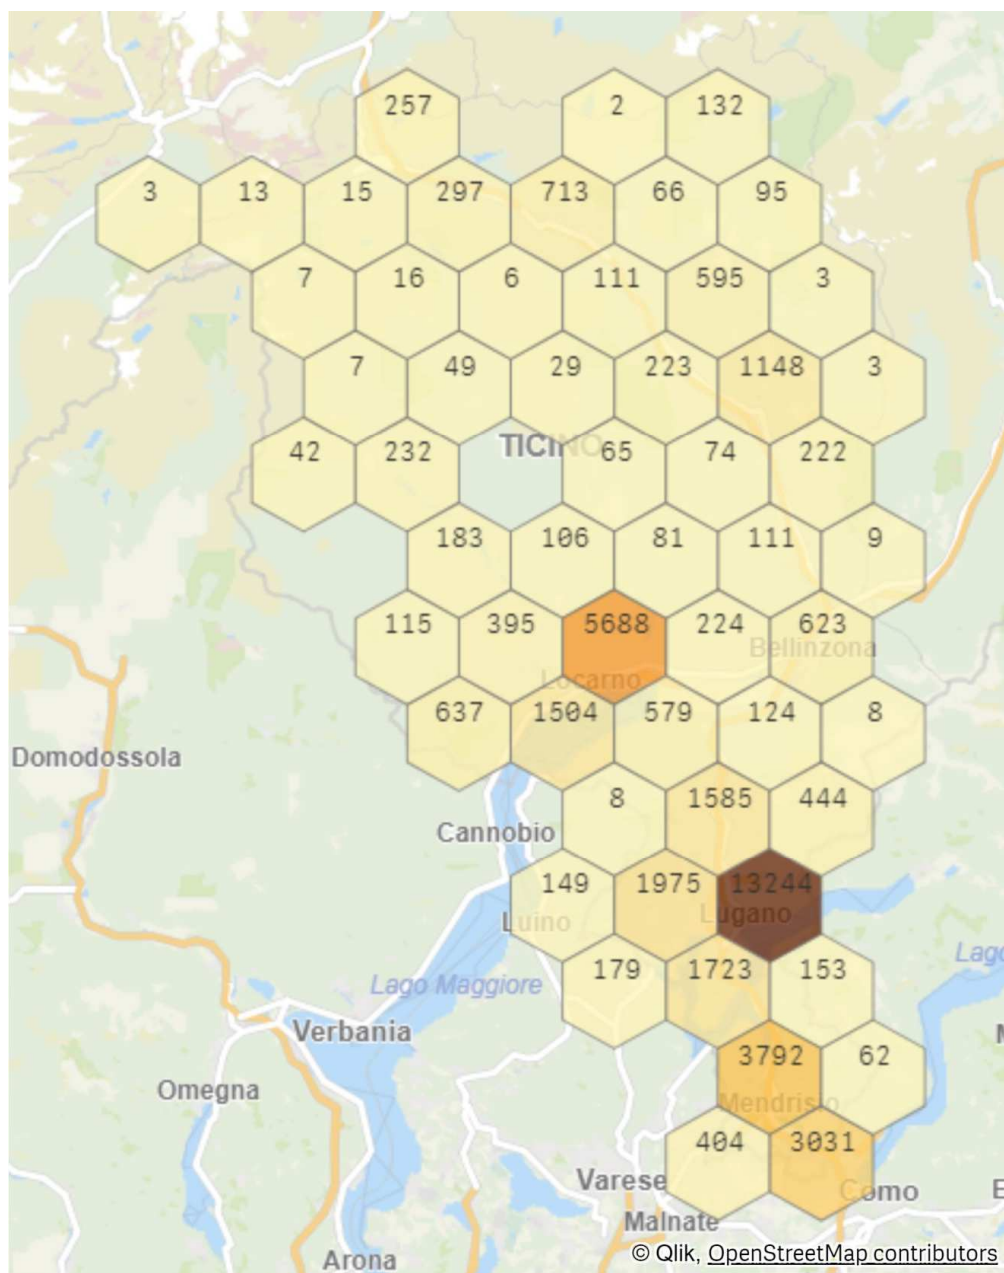 257 2 132
3 13 15 297 713 66 95
7 16 6 111 595 3
7 49 29 223 1148 3
TICINO
42 232 65 74 222
183 106 81 111 9
115 395 5688 224 623
Bellinzona
Locarno
637 1504 579 124 8
Domodossola
8 1585 444
Cannobio
149 1975 13244
Luino Lugano
179 1723 153
Lago Maggiore
Verbania
3792 62
Omegna
Mendrisio
404 3031
Varese
Como
Malnate
Arona
© Qlik, OpenStreetMap contributors